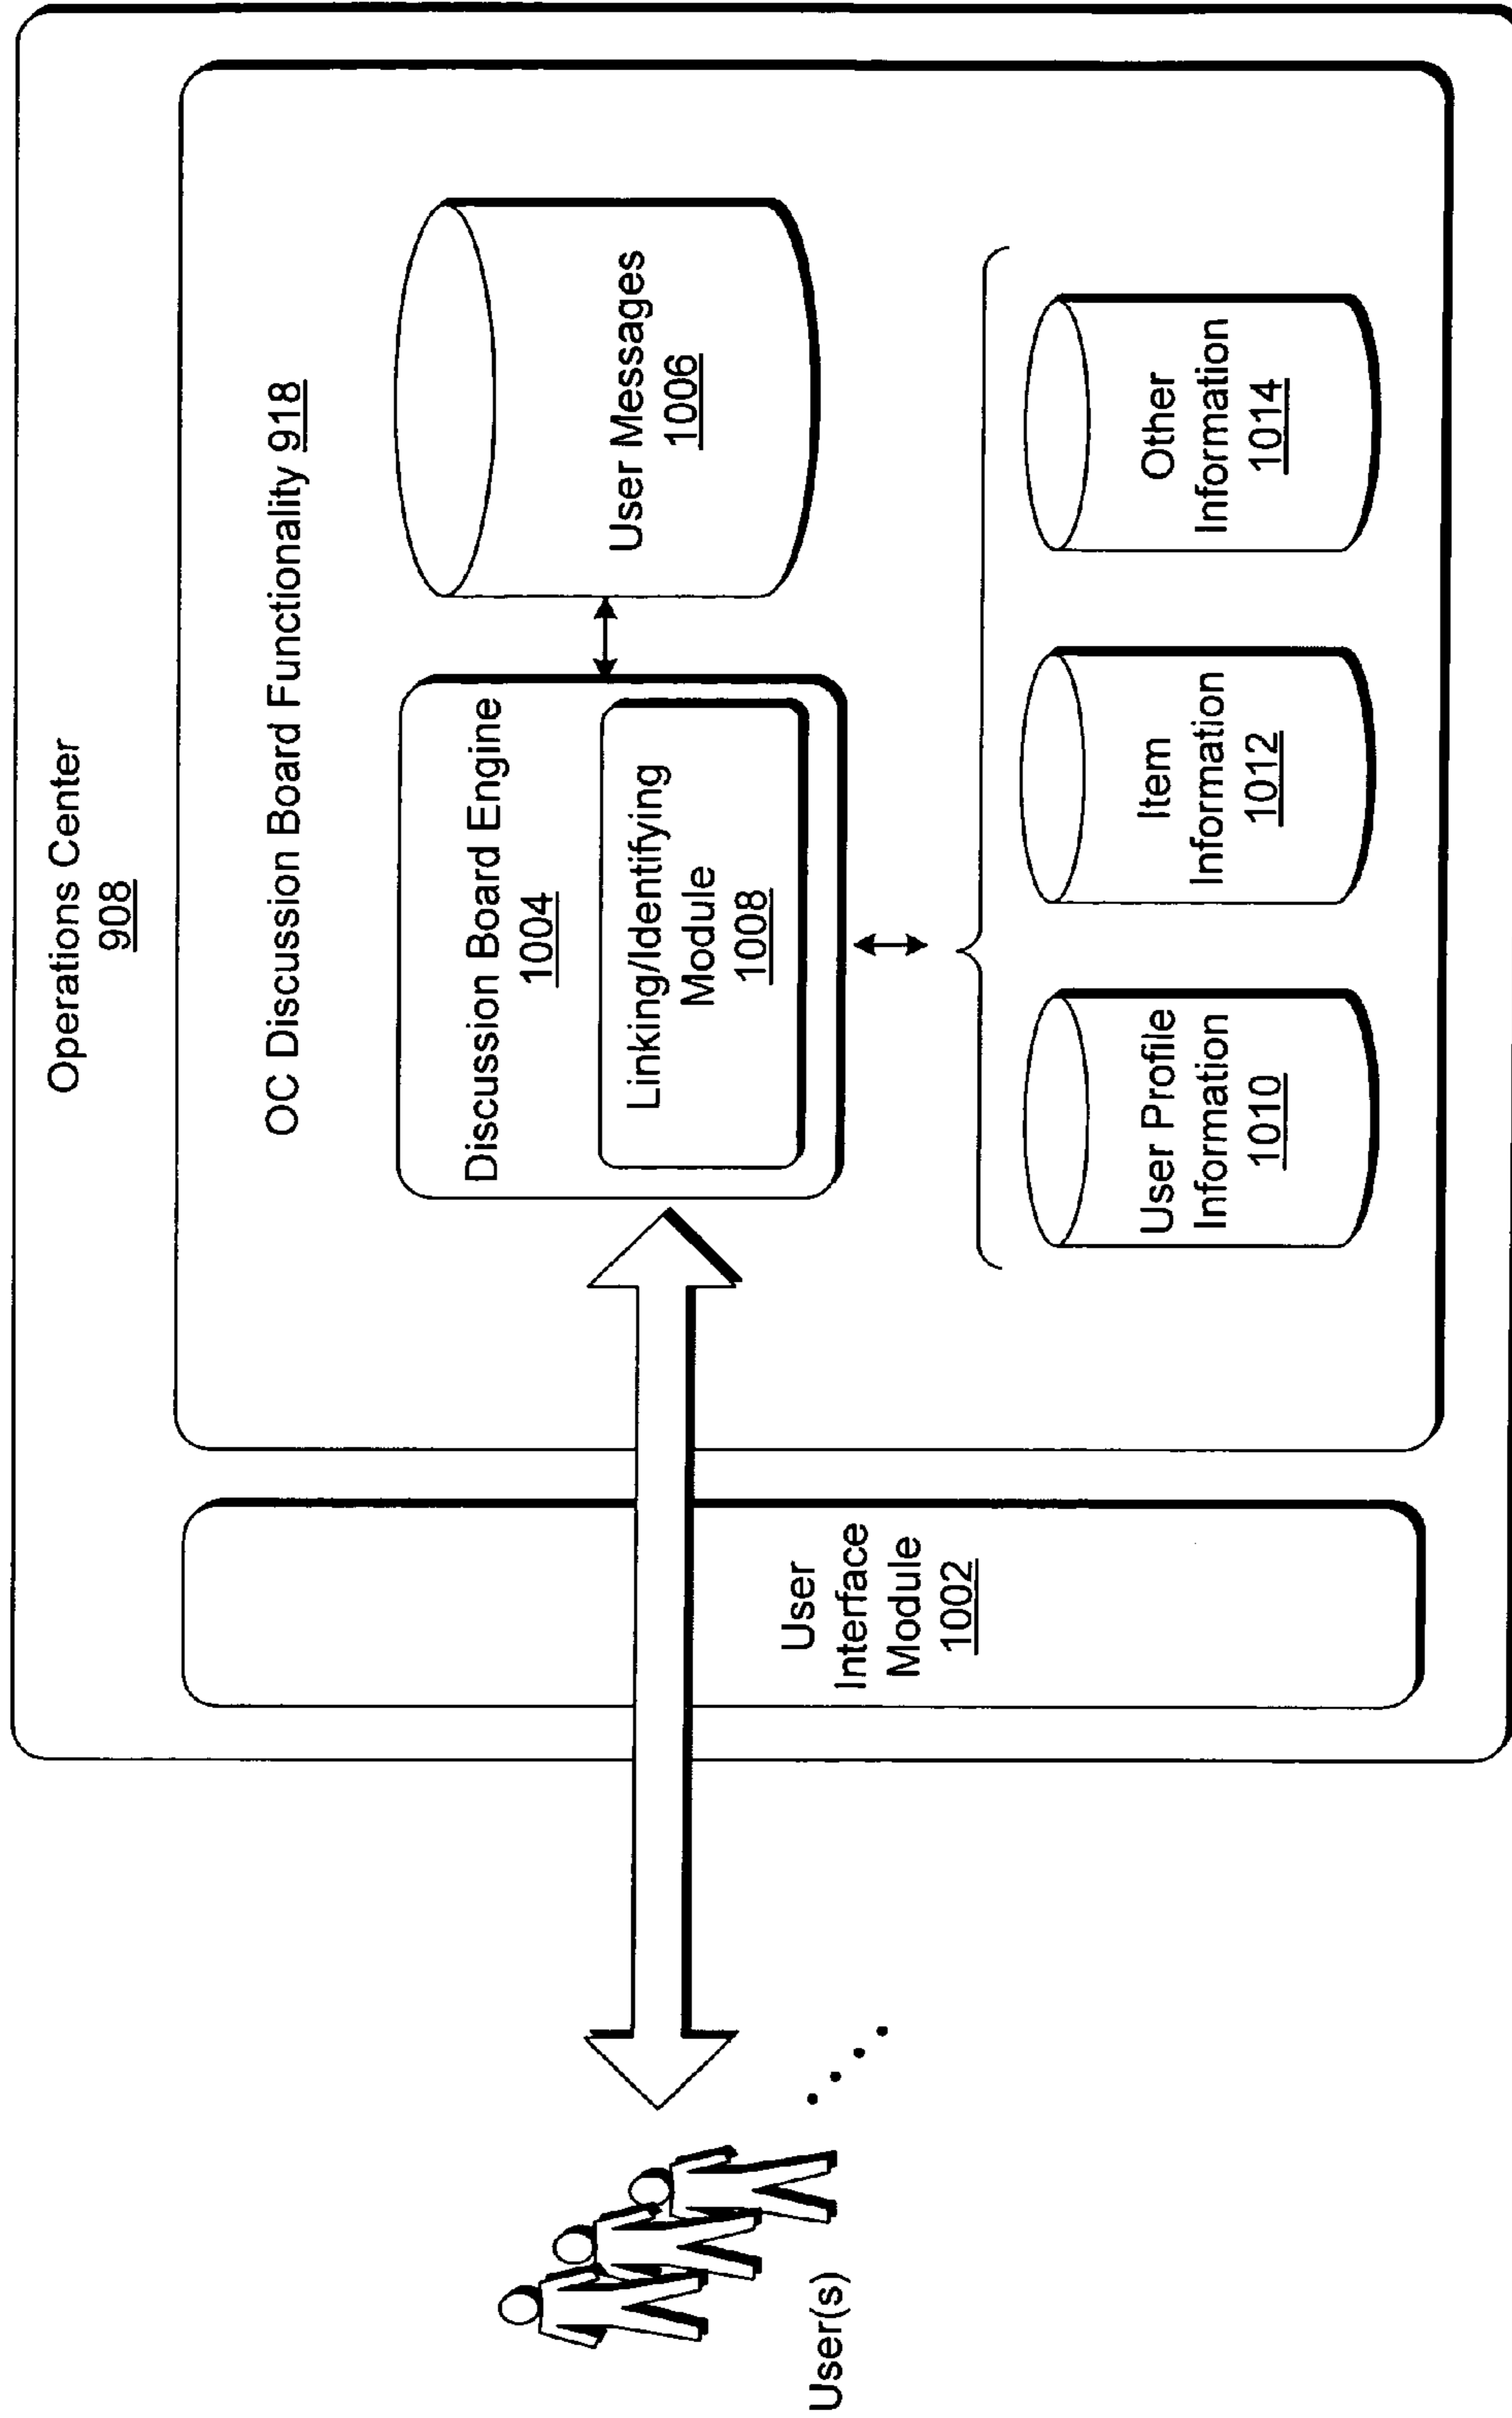 Operations Center
908
OC Discussion Board Functionality 918
Discussion Board Engine
1004
Linking/Identifying
Module
1008
User Messages
1006
User Profile
Information
1010
Item
Information
1012
Other
Information
1014
User
Interface
Module
1002
User(s)